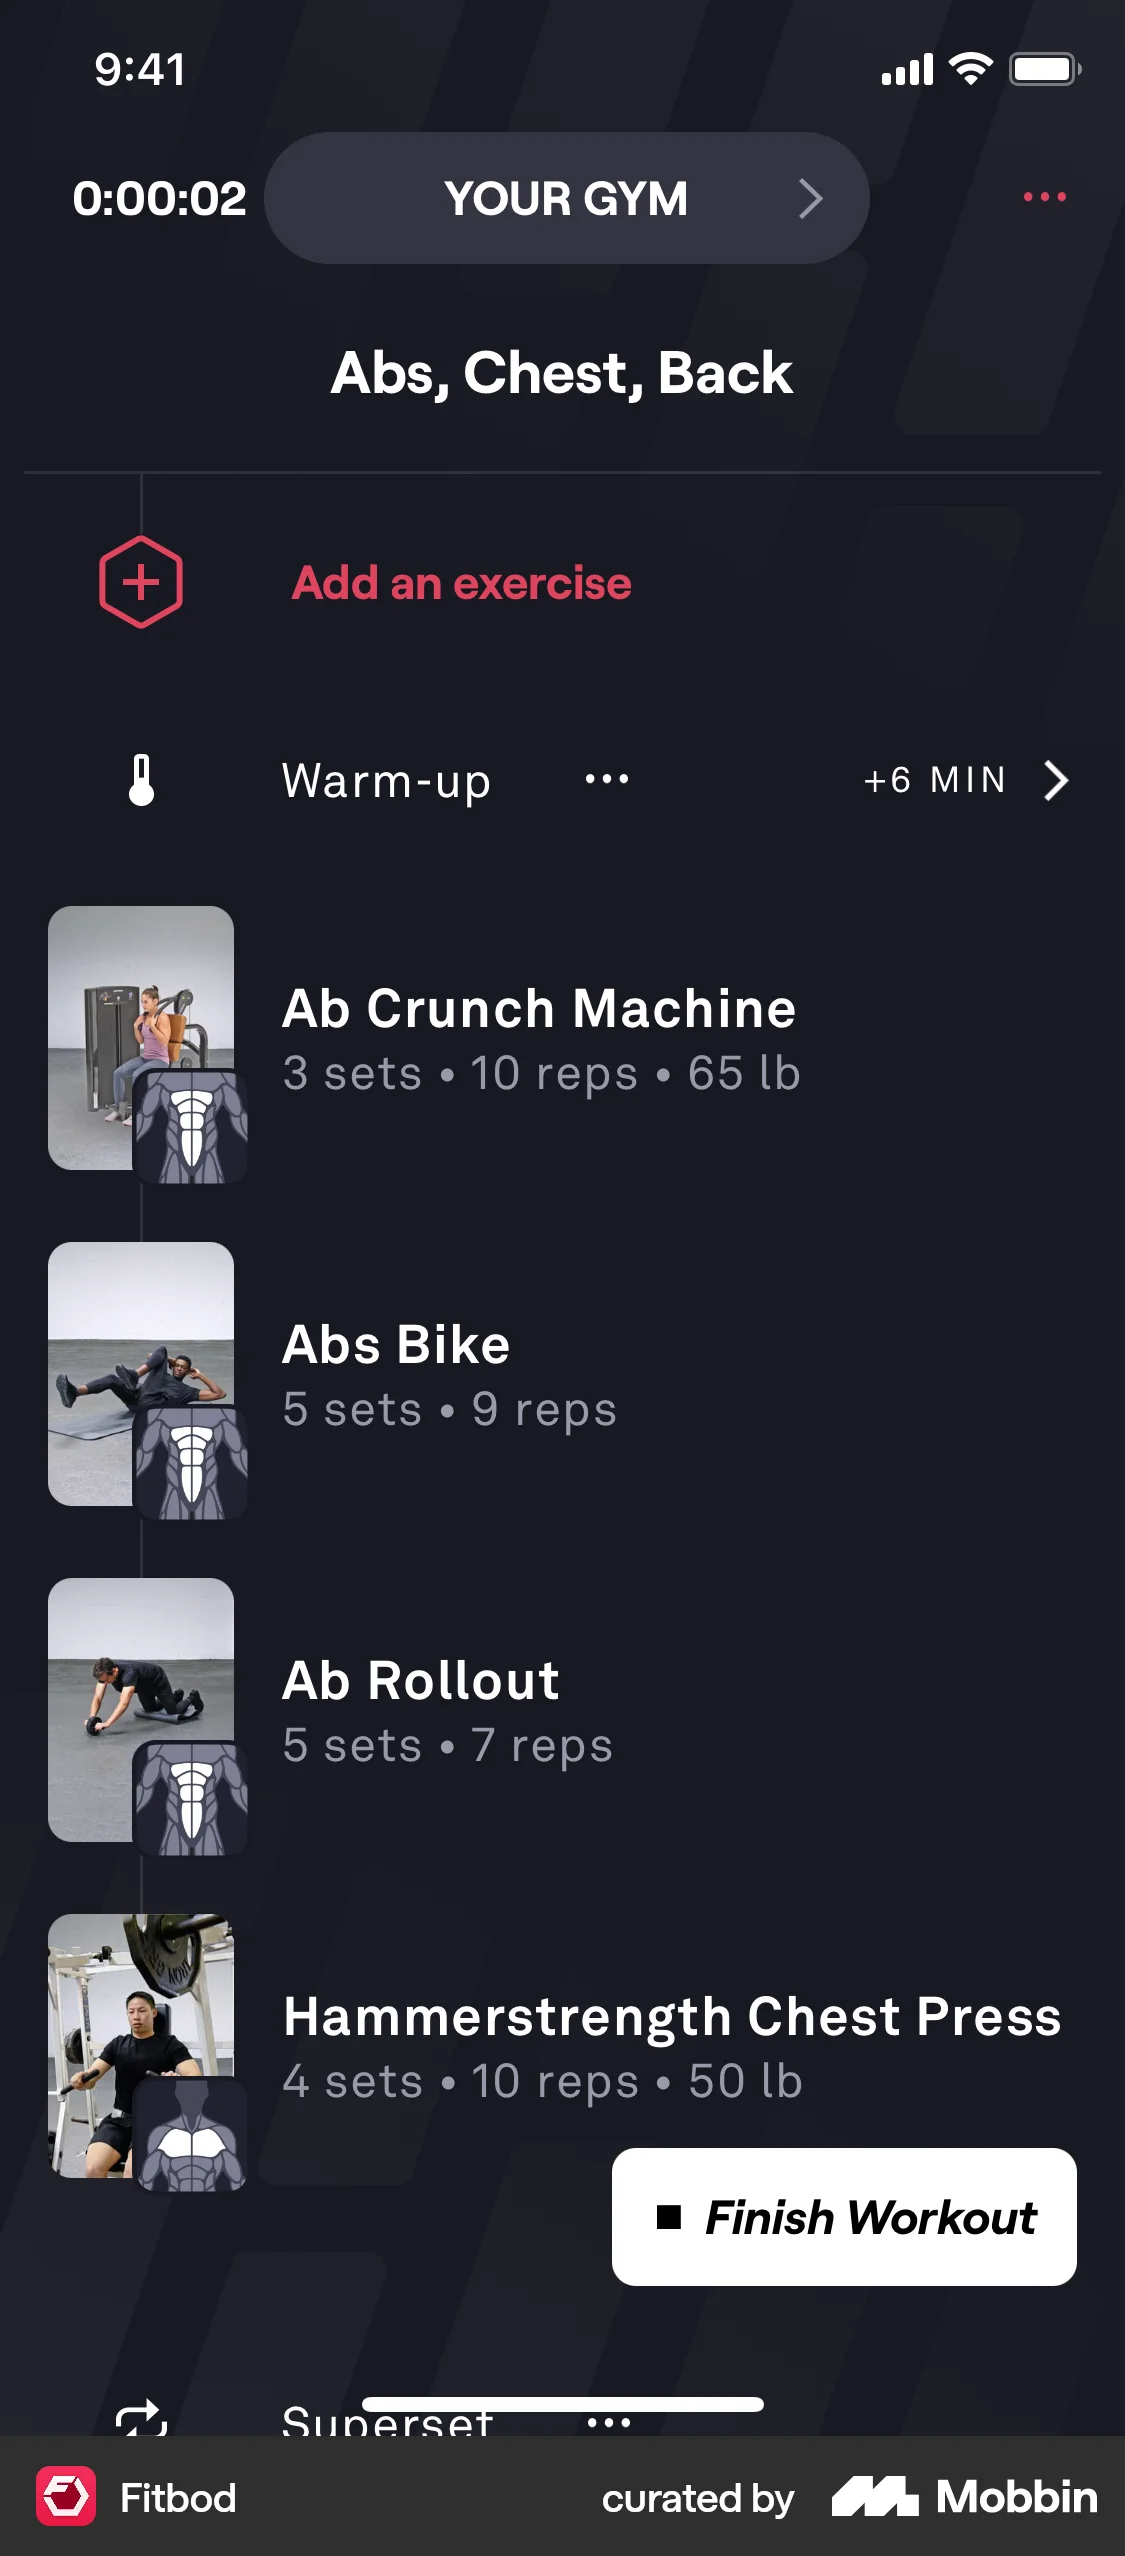 9:41
0:00:02
YOUR GYM
Abs, Chest, Back
Add an exercise
Warm-up
+6 MIN
Ab Crunch Machine
3 sets • 10 reps • 65 lb
Abs Bike
5 sets • 9 reps
Ab Rollout
5 sets • 7 reps
IRON
Hammerstrength Chest Press
4 sets • 10 reps • 50 lb
Finish Workout
Superset
Fitbod
curated by
Mobbin